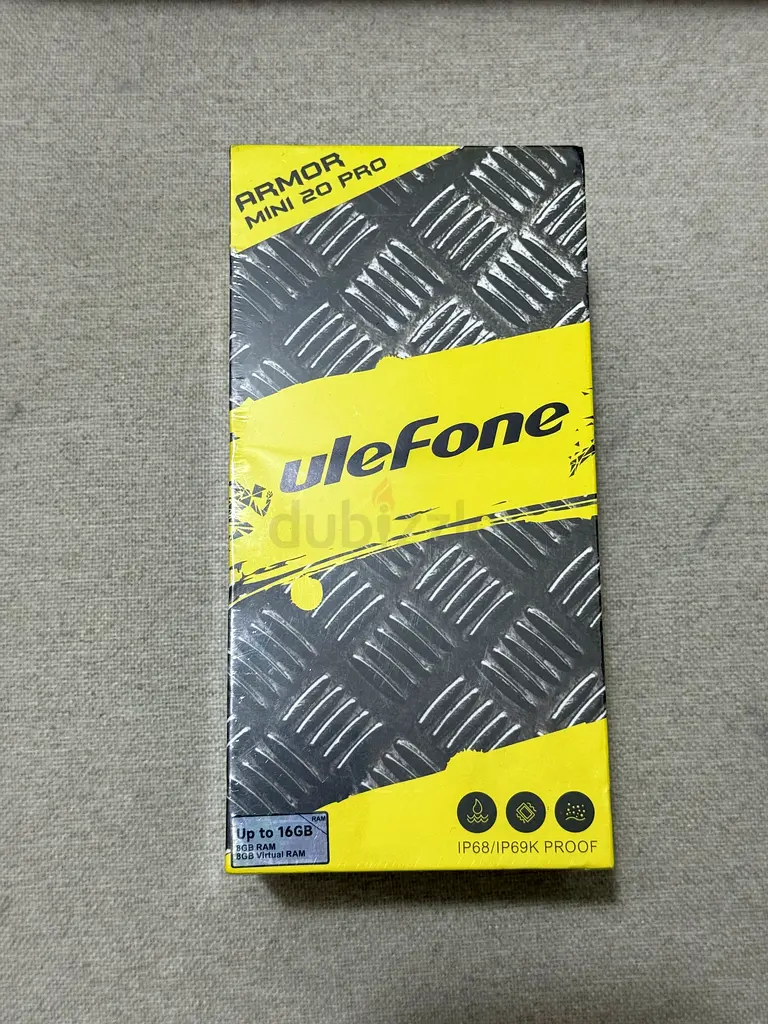 ARMOR
MINI 20 PRO
ulefone
dubizzle
RAM
Up to 16GB
8GB RAM
8GB Virtual RAM
IP68/IP69K PROOF